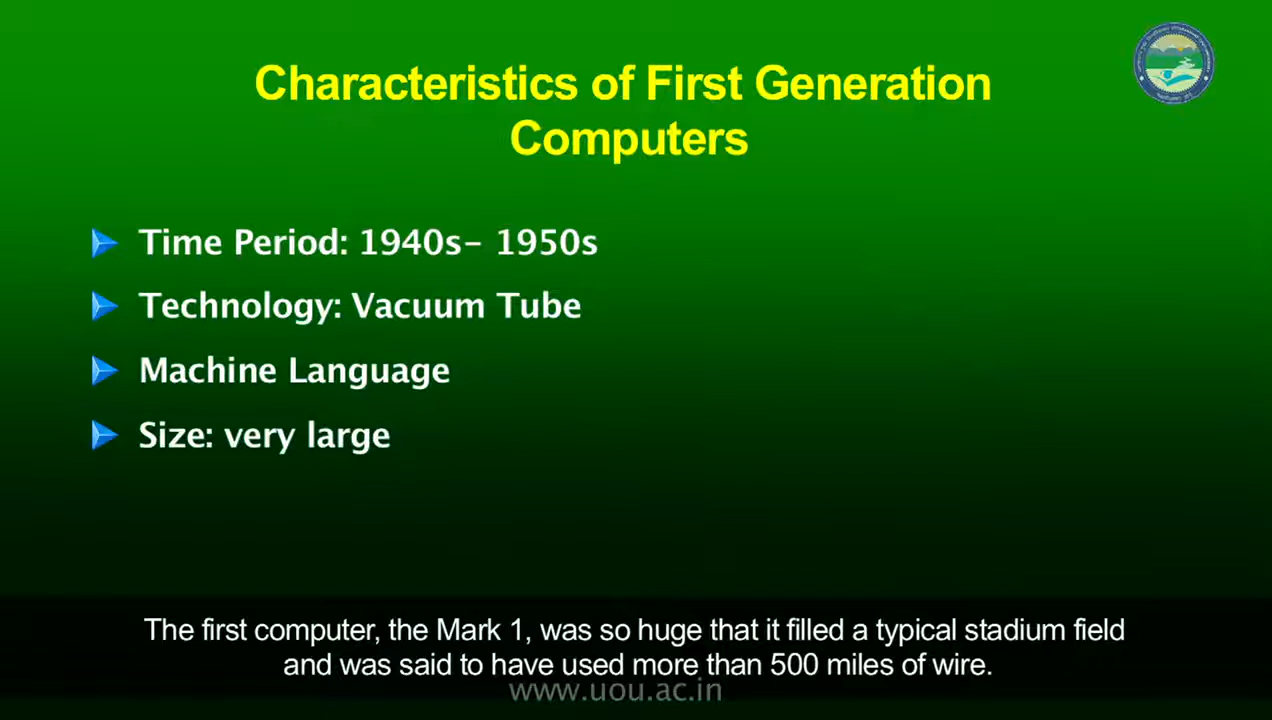 Characteristics of First Generation
Computers
Time Period: 1940s- 1950s
Technology: Vacuum Tube
Machine Language
Size: very large
The first computer, the Mark 1, was so huge that it filled a typical stadium field
and was said to have used more than 500 miles of wire.
www.uou.ac.in